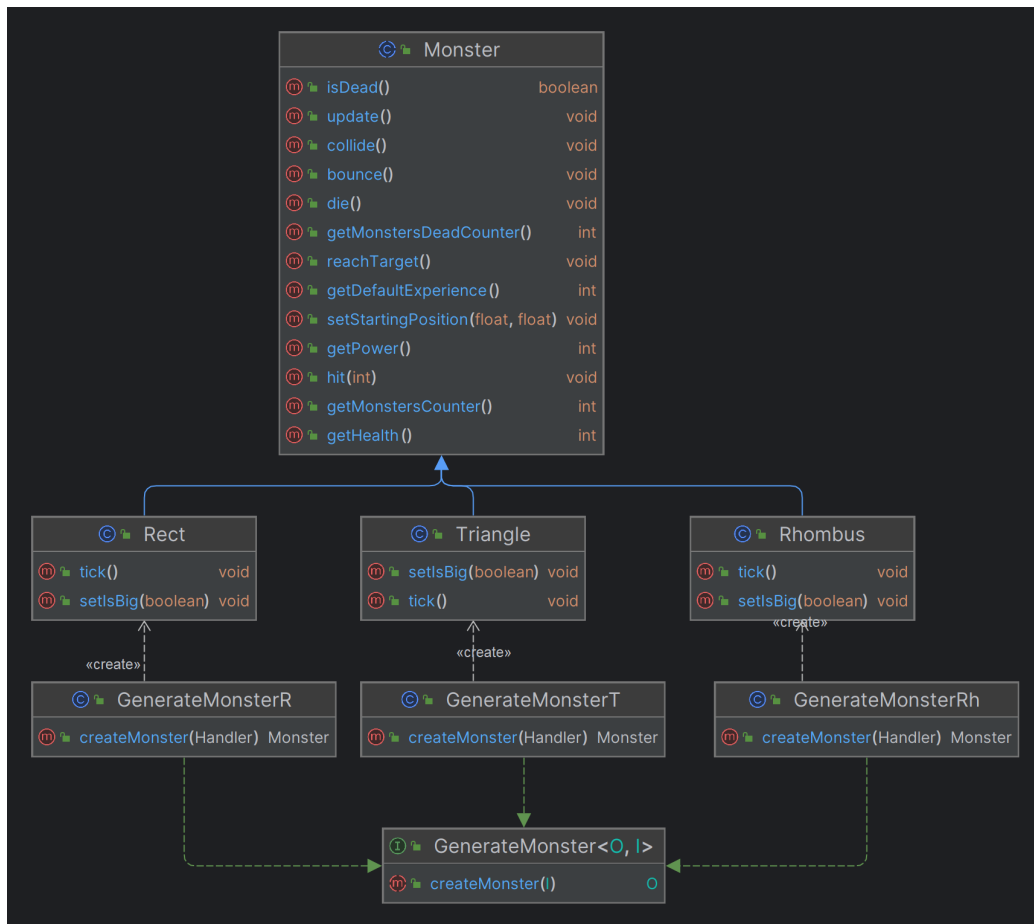 Monster
isDead() boolean
update() void
collide() void
bounce() void
die() void
getMonstersDeadCounter() int
reachTarget() void
getDefaultExperience() int
setStartingPosition(float, float) void
getPower() int
hit(int) void
getMonstersCounter() int
getHealth() int
Rect
tick() void
setIsBig(boolean) void
Triangle
setIsBig(boolean) void
tick() void
Rhombus
tick() void
setIsBig(boolean) void
«create»
«create»
«create»
GenerateMonsterR
createMonster(Handler) Monster
GenerateMonsterT
createMonster(Handler) Monster
GenerateMonsterRh
createMonster(Handler) Monster
GenerateMonster<O, I>
createMonster(I) O